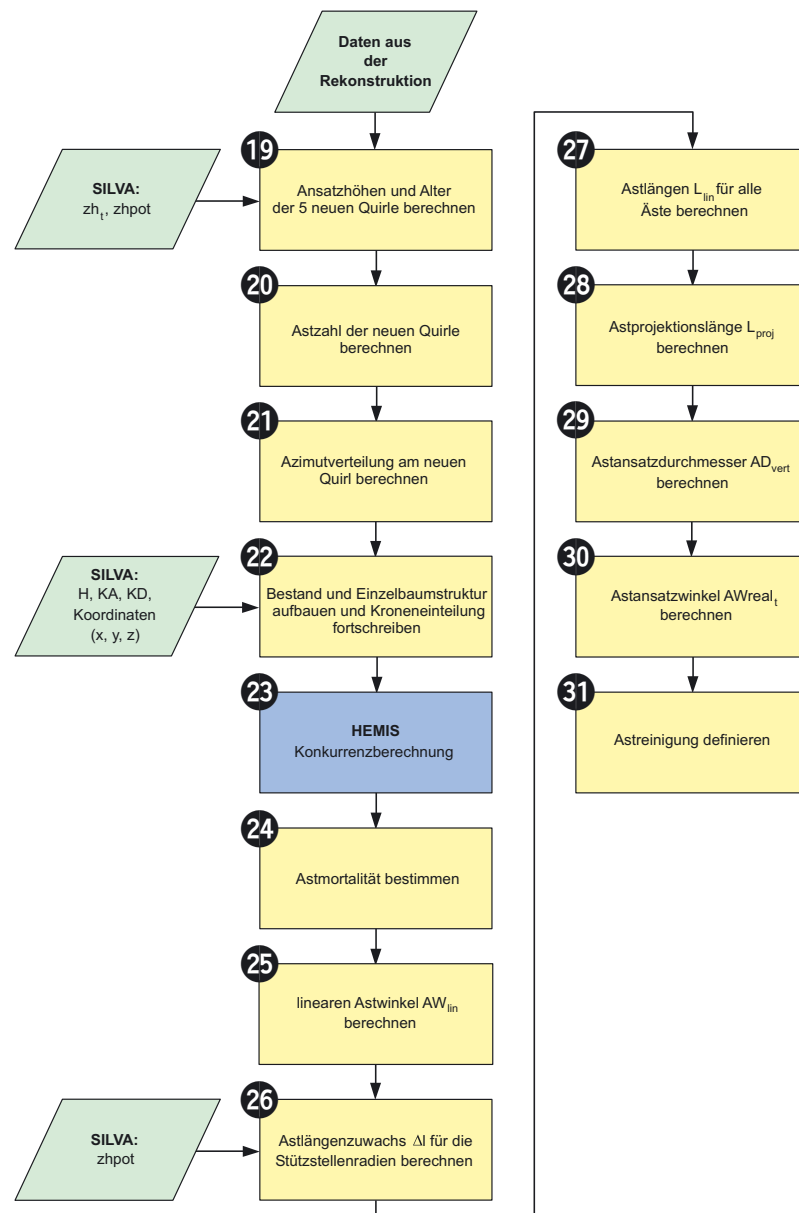 Daten aus
der
Rekonstruktion
19
SILVA:
zh_t, zhpot
Ansatzhöhen und Alter
der 5 neuen Quirle berechnen
20
Astzahl der neuen Quirle
berechnen
21
Azimutverteilung am neuen
Quirl berechnen
22
SILVA:
H, KA, KD,
Koordinaten
(x, y, z)
Bestand und Einzelbaumstruktur
aufbauen und Kroneneinteilung
fortschreiben
23
HEMIS
Konkurrenzberechnung
24
Astmortalität bestimmen
25
linearen Astwinkel AW_lin
berechnen
26
SILVA:
zhpot
Astlängenzuwachs Δl für die
Stützstellenradien berechnen
27
Astlängen L_lin für alle
Äste berechnen
28
Astprojektionslänge L_proj
berechnen
29
Astansatzdurchmesser AD_vert
berechnen
30
Astansatzwinkel AWreal_t
berechnen
31
Astreinigung definieren